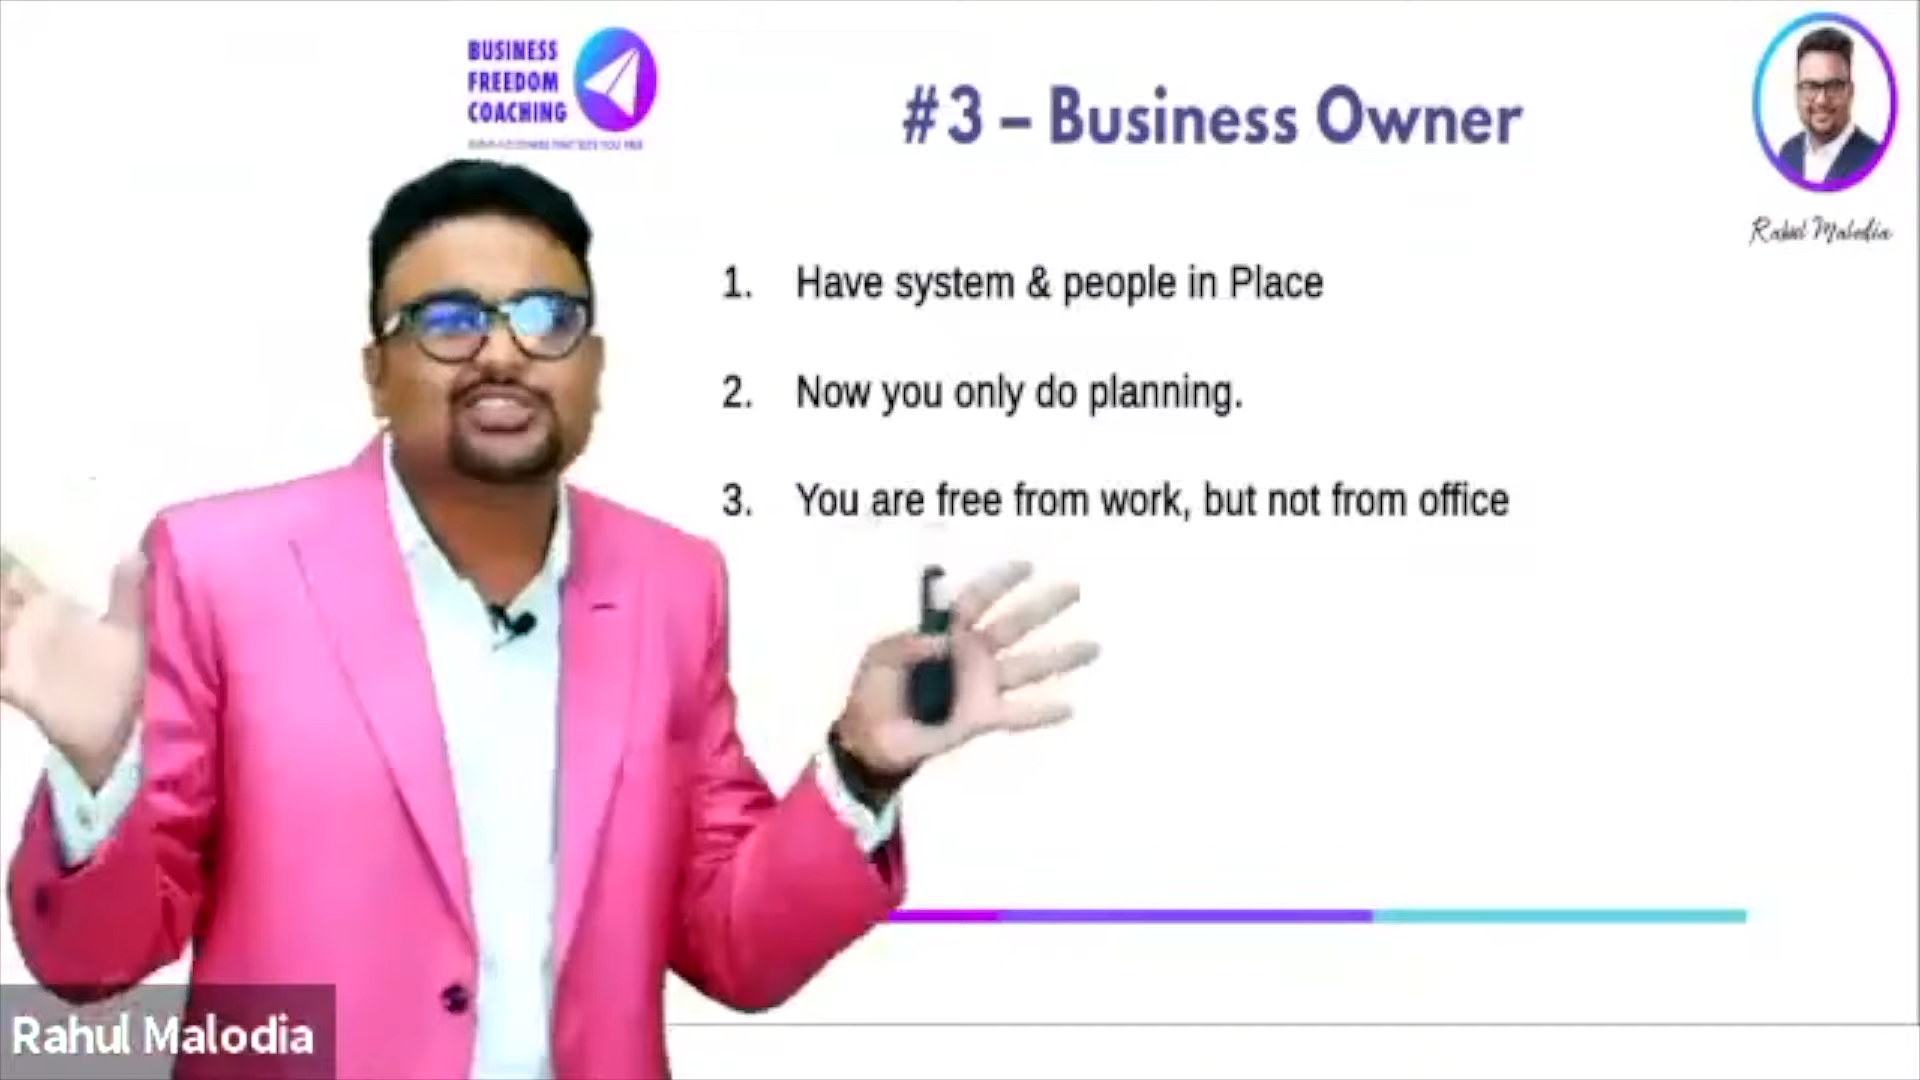 BUSINESS
FREEDOM
COACHING
#3 – Business Owner
Rahul Malodia
1. Have system & people in Place
2. Now you only do planning.
3. You are free from work, but not from office
Rahul Malodia